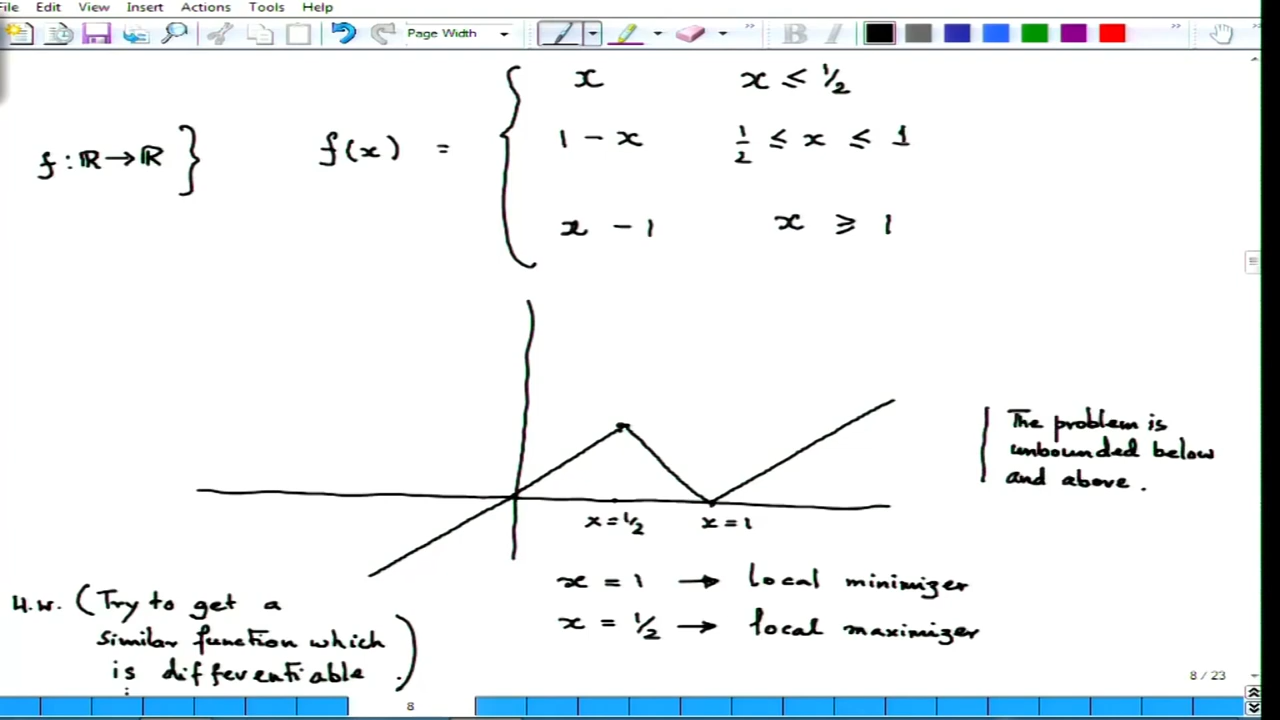 File Edit View Insert Actions Tools Help
Page Width
x x ≤ 1/2
f : ℝ → ℝ } f(x) = { 1 - x 1/2 ≤ x ≤ 1
x - 1 x ≥ 1
The problem is
unbounded below
and above.
x = 1/2 x = 1
x = 1 → local minimizer
x = 1/2 → local maximizer
H.W. (Try to get a
similar function which
is differentiable.)
8 / 23
8